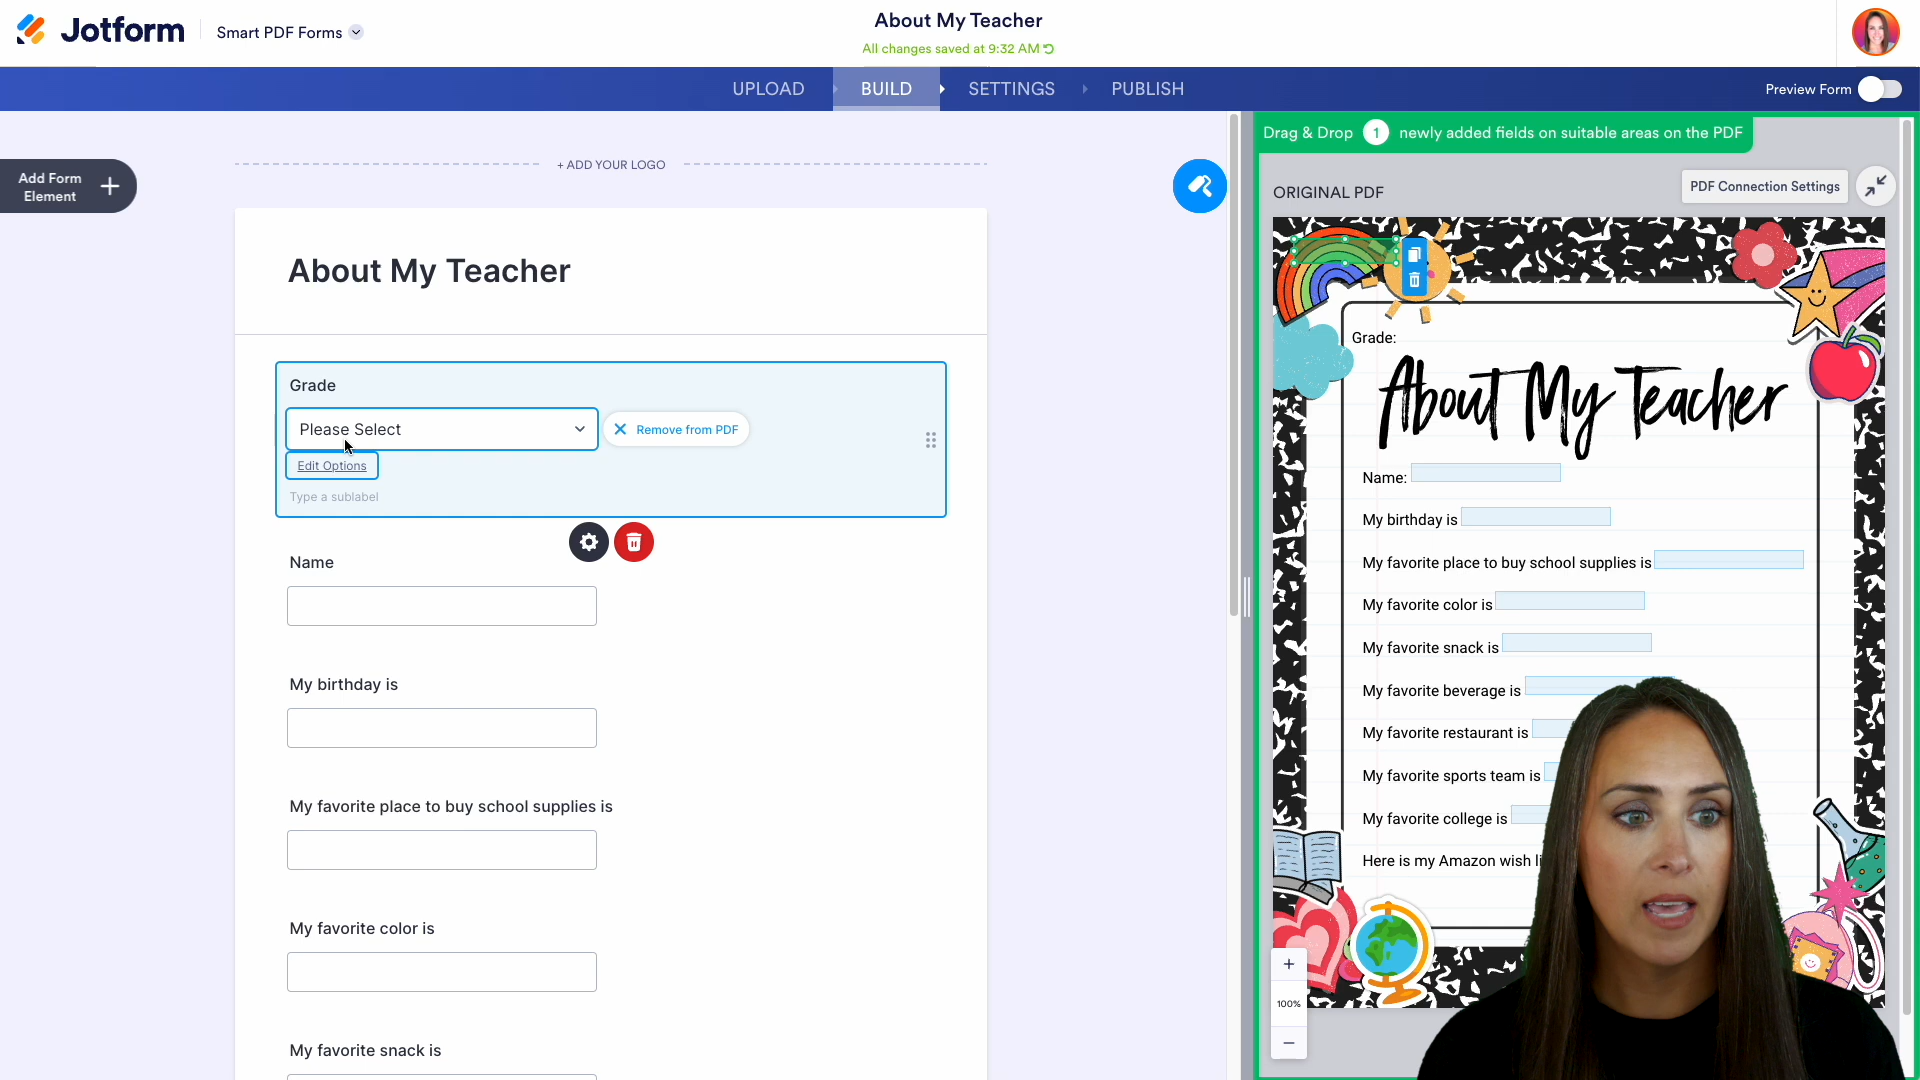 Jotform
Smart PDF Forms
About My Teacher
All changes saved at 9:32 AM
UPLOAD
BUILD
SETTINGS
PUBLISH
Preview Form
Add Form
Element
+ ADD YOUR LOGO
About My Teacher
Grade
Please Select
Remove from PDF
Edit Options
Type a sublabel
Name
My birthday is
My favorite place to buy school supplies is
My favorite color is
My favorite snack is
Drag & Drop 1 newly added fields on suitable areas on the PDF
ORIGINAL PDF
PDF Connection Settings
Grade:
About My Teacher
Name:
My birthday is
My favorite place to buy school supplies is
My favorite color is
My favorite snack is
My favorite beverage is
My favorite restaurant is
My favorite sports team is
My favorite college is
Here is my Amazon wish li
+
100%
−